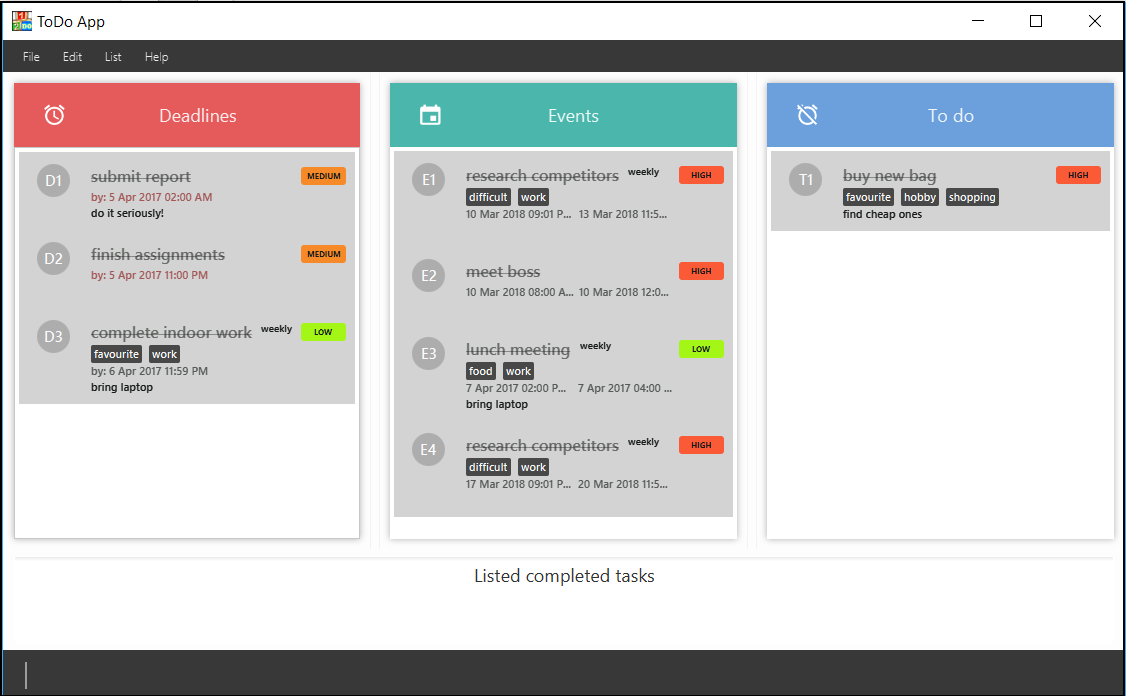 ToDo App
File Edit List Help
Deadlines
D1 submit report MEDIUM
by: 5 Apr 2017 02:00 AM
do it seriously!
D2 finish assignments MEDIUM
by: 5 Apr 2017 11:00 PM
D3 complete indoor work weekly LOW
favourite work
by: 6 Apr 2017 11:59 PM
bring laptop
Events
E1 research competitors weekly HIGH
difficult work
10 Mar 2018 09:01 P... 13 Mar 2018 11:5...
E2 meet boss HIGH
10 Mar 2018 08:00 A... 10 Mar 2018 12:0...
E3 lunch meeting weekly LOW
food work
7 Apr 2017 02:00 P... 7 Apr 2017 04:00 ...
bring laptop
E4 research competitors weekly HIGH
difficult work
17 Mar 2018 09:01 P... 20 Mar 2018 11:5...
To do
T1 buy new bag HIGH
favourite hobby shopping
find cheap ones
Listed completed tasks